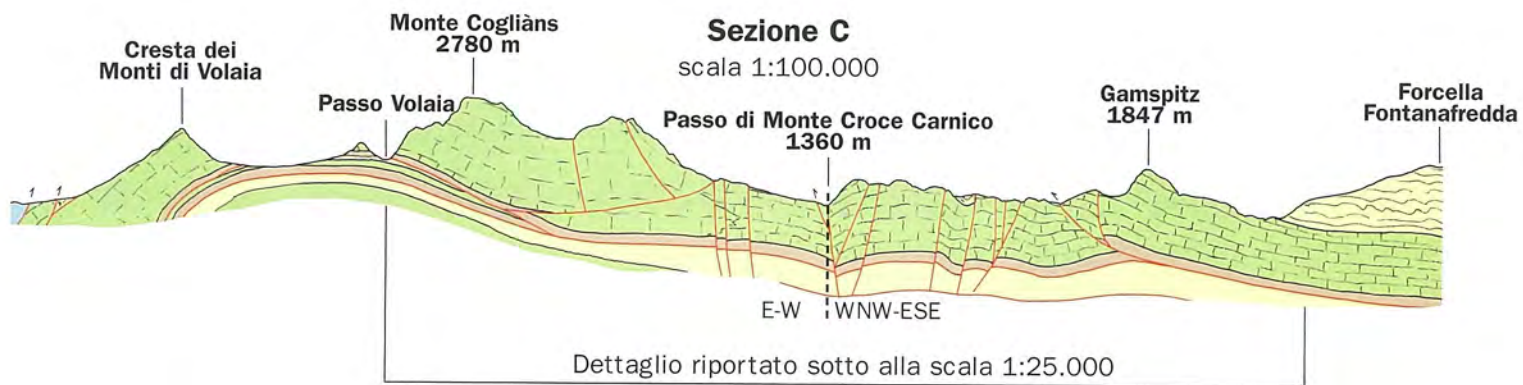 Sezione C
scala 1:100.000
Cresta dei
Monti di Volaia
Passo Volaia
Monte Cogliàns
2780 m
Passo di Monte Croce Carnico
1360 m
Gamspitz
1847 m
Forcella
Fontanafredda
E-W WNW-ESE
Dettaglio riportato sotto alla scala 1:25.000